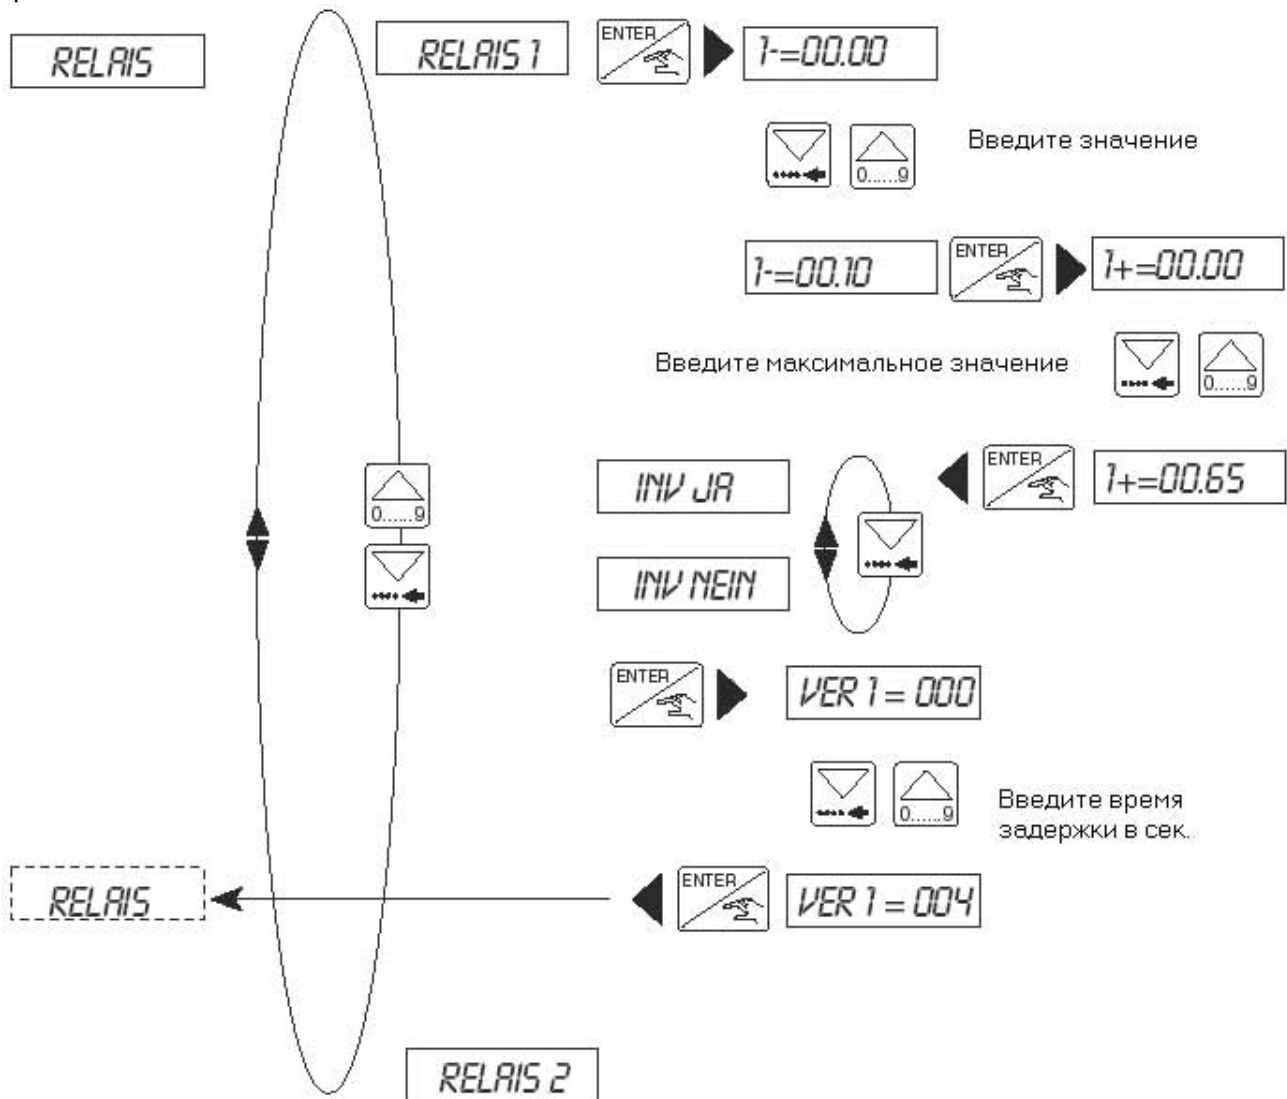 RELAIS
RELAIS 1
ENTER
1-=00.00
0......9
Введите значение
1-=00.10
ENTER
1+=00.00
Введите максимальное значение
0......9
INV JA
ENTER
1+=00.65
0......9
INV NEIN
ENTER
VER 1 = 000
0......9
Введите время
задержки в сек.
RELAIS
ENTER
VER 1 = 004
RELAIS 2